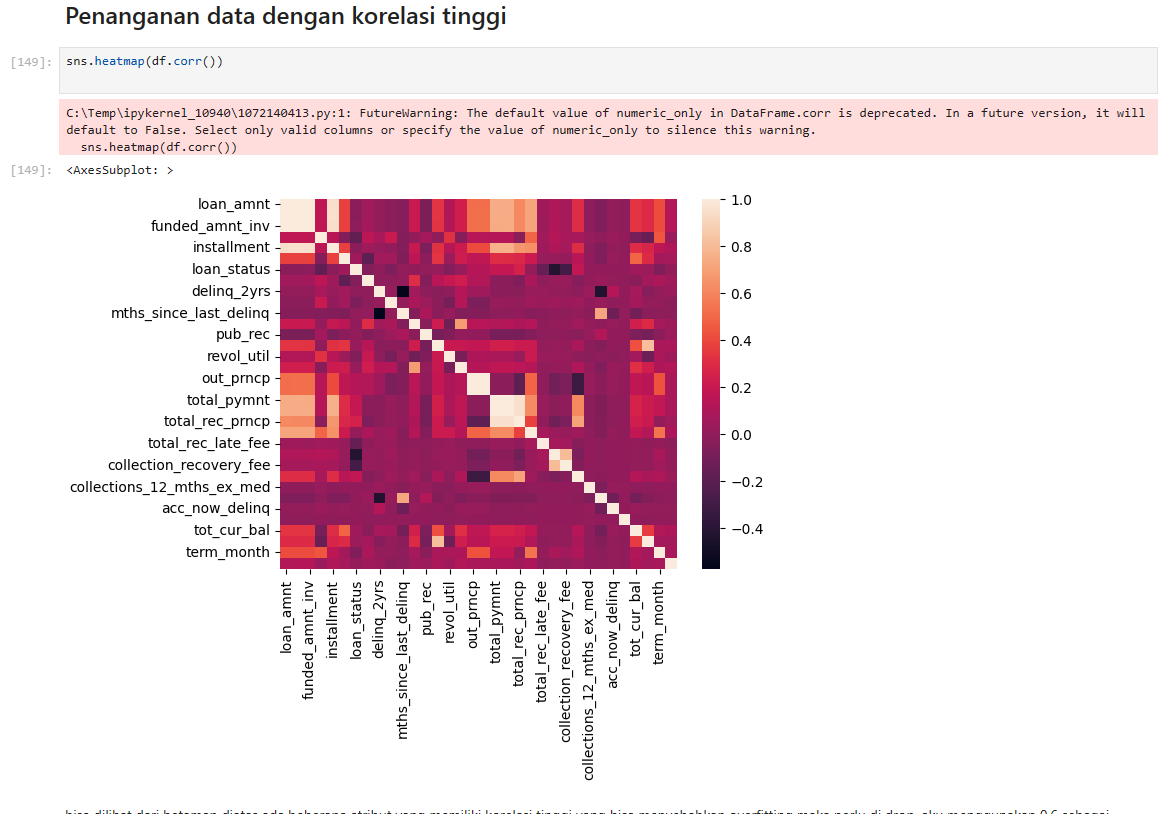 Penanganan data dengan korelasi tinggi
[149]: sns.heatmap(df.corr())
C:\Temp\ipykernel_10940\1072140413.py:1: FutureWarning: The default value of numeric_only in DataFrame.corr is deprecated. In a future version, it will
default to False. Select only valid columns or specify the value of numeric_only to silence this warning.
sns.heatmap(df.corr())
[149]: <AxesSubplot: >
loan_amnt
funded_amnt_inv
installment
loan_status
delinq_2yrs
mths_since_last_delinq
pub_rec
revol_util
out_prncp
total_pymnt
total_rec_prncp
total_rec_late_fee
collection_recovery_fee
collections_12_mths_ex_med
acc_now_delinq
tot_cur_bal
term_month
1.0
0.8
0.6
0.4
0.2
0.0
−0.2
−0.4
loan_amnt
funded_amnt_inv
installment
loan_status
delinq_2yrs
mths_since_last_delinq
pub_rec
revol_util
out_prncp
total_pymnt
total_rec_prncp
total_rec_late_fee
collection_recovery_fee
collections_12_mths_ex_med
acc_now_delinq
tot_cur_bal
term_month